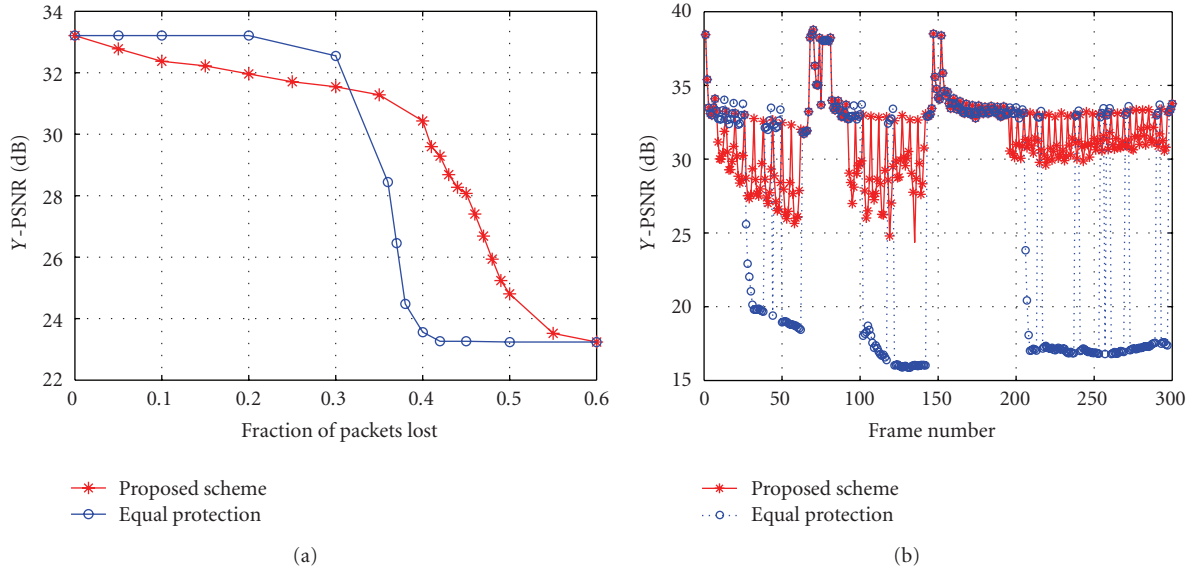 34
32
30
28
26
24
22
Y-PSNR (dB)
0 0.1 0.2 0.3 0.4 0.5 0.6
Fraction of packets lost
Proposed scheme
Equal protection
(a)
40
35
30
25
20
15
Y-PSNR (dB)
0 50 100 150 200 250 300
Frame number
Proposed scheme
Equal protection
(b)